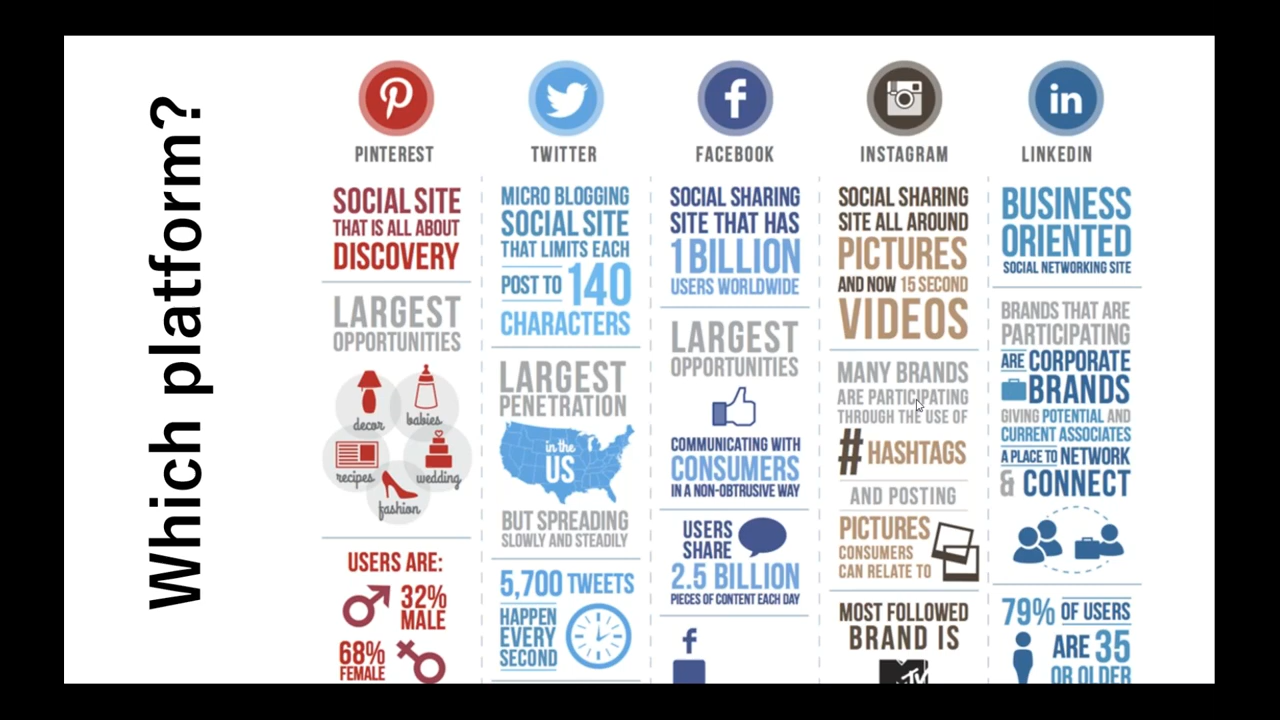 Which platform?
PINTEREST
SOCIAL SITE
THAT IS ALL ABOUT
DISCOVERY
LARGEST
OPPORTUNITIES
decor
babies
recipes
wedding
fashion
USERS ARE:
32%
MALE
68%
FEMALE
TWITTER
MICRO BLOGGING
SOCIAL SITE
THAT LIMITS EACH
POST TO 140
CHARACTERS
LARGEST
PENETRATION
in the
US
BUT SPREADING
SLOWLY AND STEADILY
5,700 TWEETS
HAPPEN
EVERY
SECOND
FACEBOOK
SOCIAL SHARING
SITE THAT HAS
1 BILLION
USERS WORLDWIDE
LARGEST
OPPORTUNITIES
COMMUNICATING WITH
CONSUMERS
IN A NON-OBTRUSIVE WAY
USERS
SHARE
2.5 BILLION
PIECES OF CONTENT EACH DAY
INSTAGRAM
SOCIAL SHARING
SITE ALL AROUND
PICTURES
AND NOW 15 SECOND
VIDEOS
MANY BRANDS
ARE PARTICIPATING
THROUGH THE USE OF
# HASHTAGS
AND POSTING
PICTURES
CONSUMERS
CAN RELATE TO
MOST FOLLOWED
BRAND IS
MTV
in
LINKEDIN
BUSINESS
ORIENTED
SOCIAL NETWORKING SITE
BRANDS THAT ARE
PARTICIPATING
ARE CORPORATE
BRANDS
GIVING POTENTIAL AND
CURRENT ASSOCIATES
A PLACE TO NETWORK
& CONNECT
79% OF USERS
ARE 35
OR OLDER